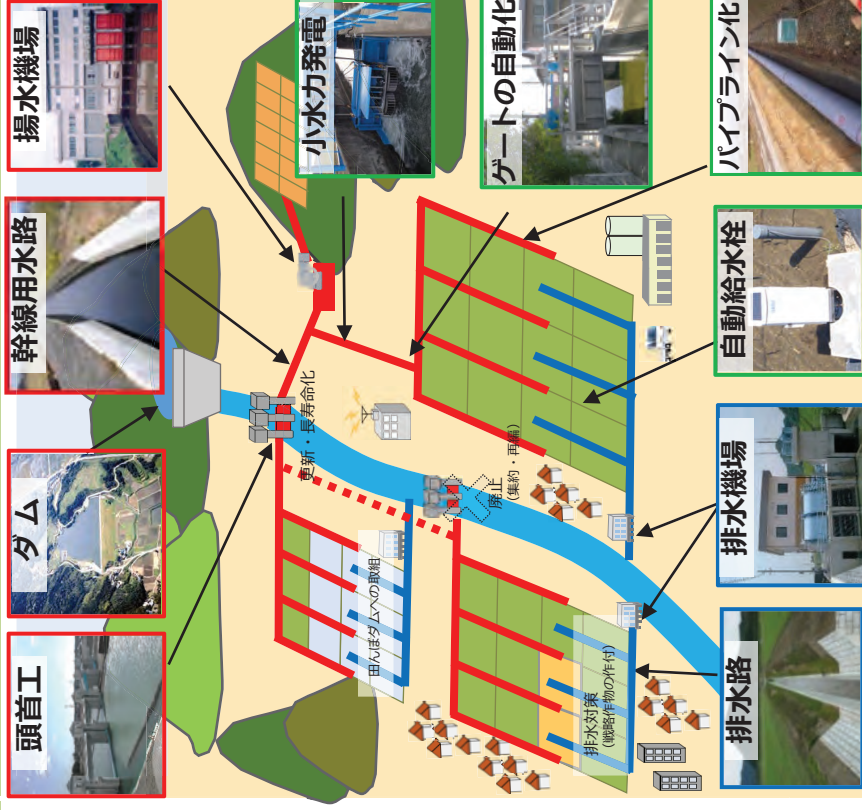 頭首工
ダム
幹線用水路
揚水機場
小水力発電
ゲートの自動化
パイプライン化
自動給水栓
排水機場
排水路
更新・長寿命化
廃止
(集約・再編)
田んぼダムへの取組
排水対策
(戦略作物の作付)